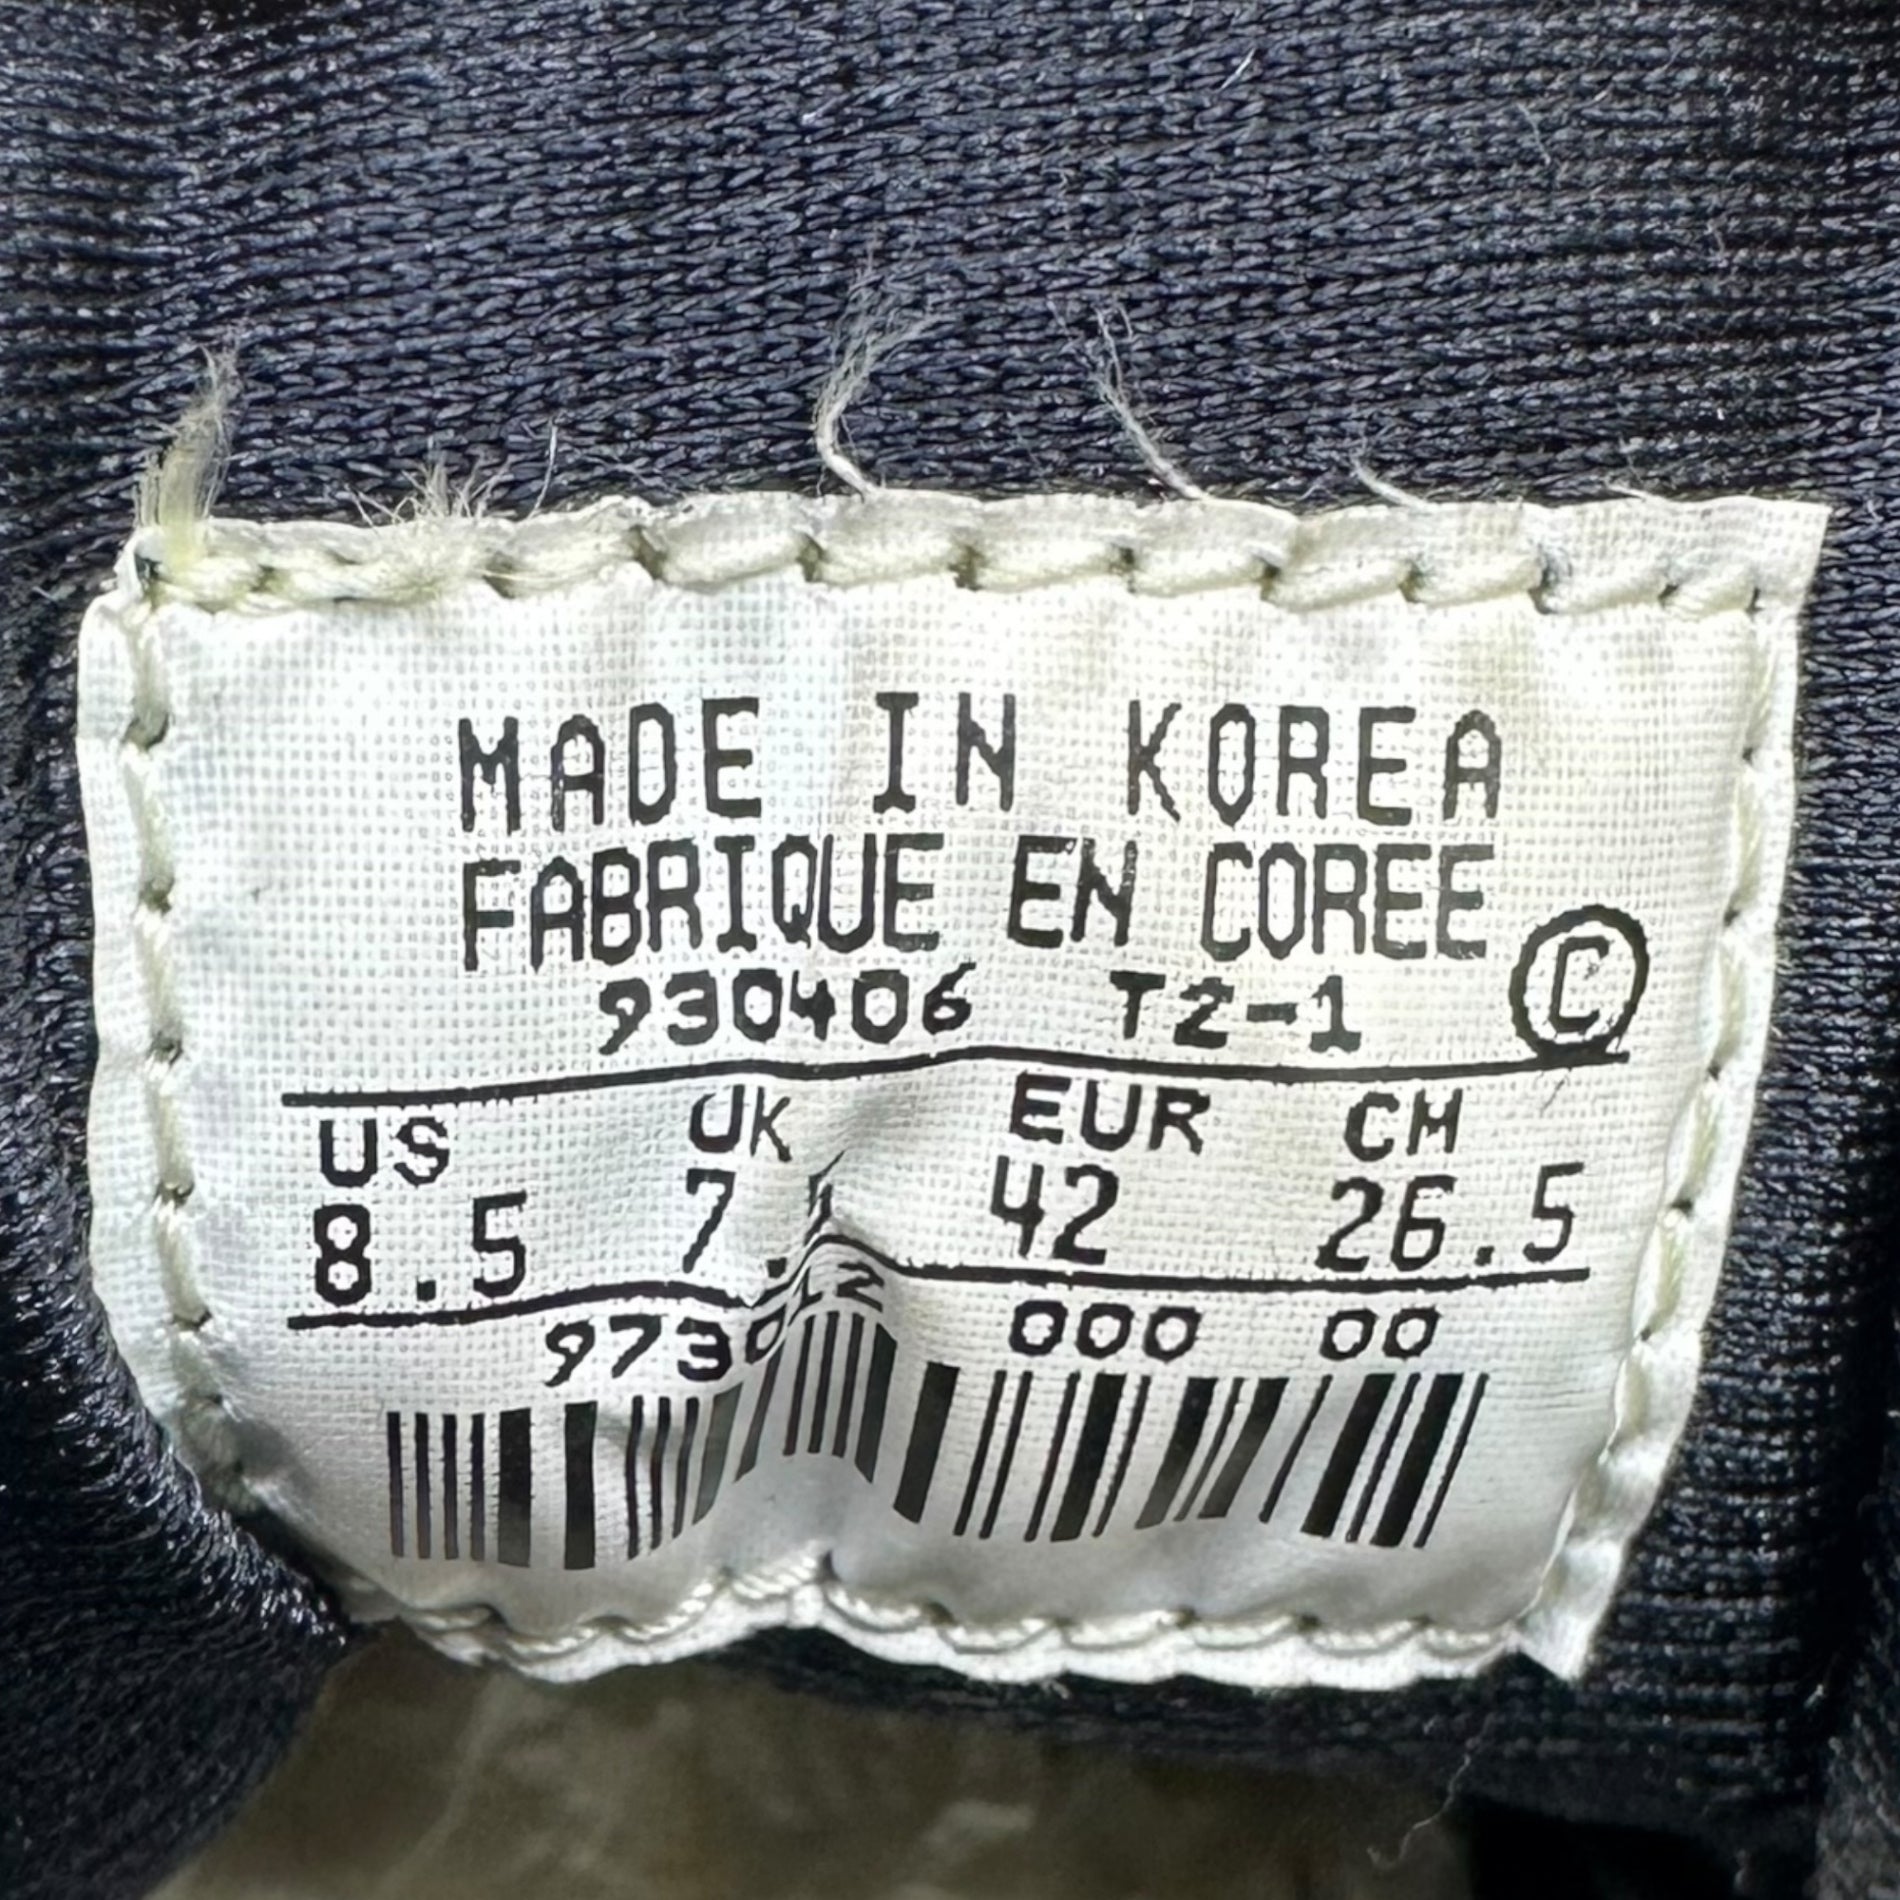 MADE IN KOREA
FABRIQUE EN COREE
930406 T2-1 Ⓒ
US UK EUR CM
8.5 42 26.5
000 00